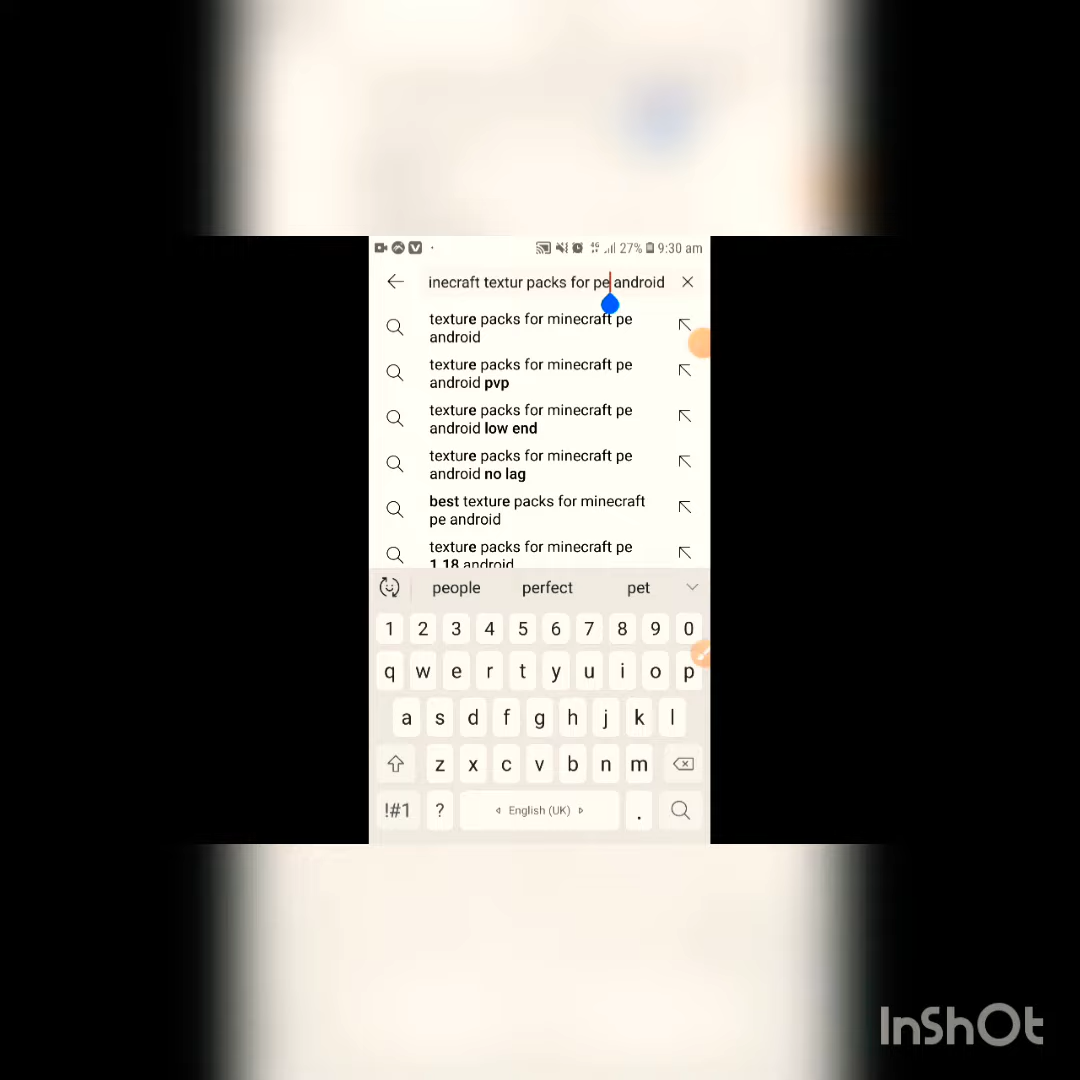 27% 9:30 am
inecraft textur packs for pe android
texture packs for minecraft pe
android
texture packs for minecraft pe
android pvp
texture packs for minecraft pe
android low end
texture packs for minecraft pe
android no lag
best texture packs for minecraft
pe android
texture packs for minecraft pe
1.18 android
people perfect pet
1 2 3 4 5 6 7 8 9 0
q w e r t y u i o p
a s d f g h j k l
z x c v b n m
!#1 ? English (UK) .
InShOt